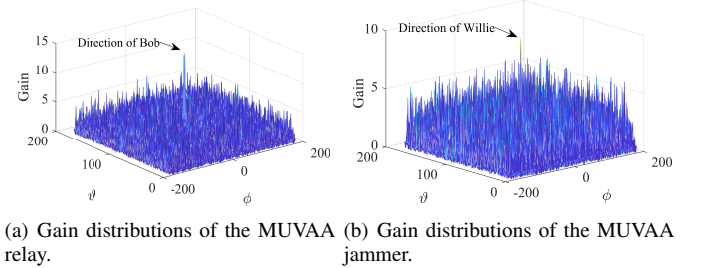 Direction of Bob
15
10
5
0
Gain
200
100
0
ϑ
-200
0
200
ϕ
Direction of Willie
10
5
0
Gain
200
100
0
ϑ
-200
0
200
ϕ
(a) Gain distributions of the MUVAA relay.
(b) Gain distributions of the MUVAA jammer.